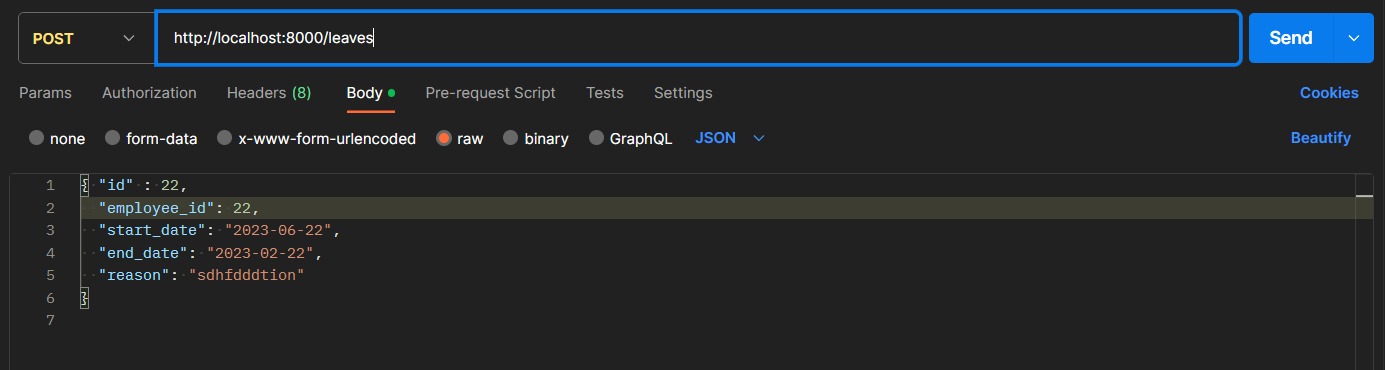 POST http://localhost:8000/leaves Send
Params Authorization Headers (8) Body Pre-request Script Tests Settings Cookies
none form-data x-www-form-urlencoded raw binary GraphQL JSON Beautify
1 { "id" : 22,
2 "employee_id": 22,
3 "start_date": "2023-06-22",
4 "end_date": "2023-02-22",
5 "reason": "sdhfdddtion"
6 }
7